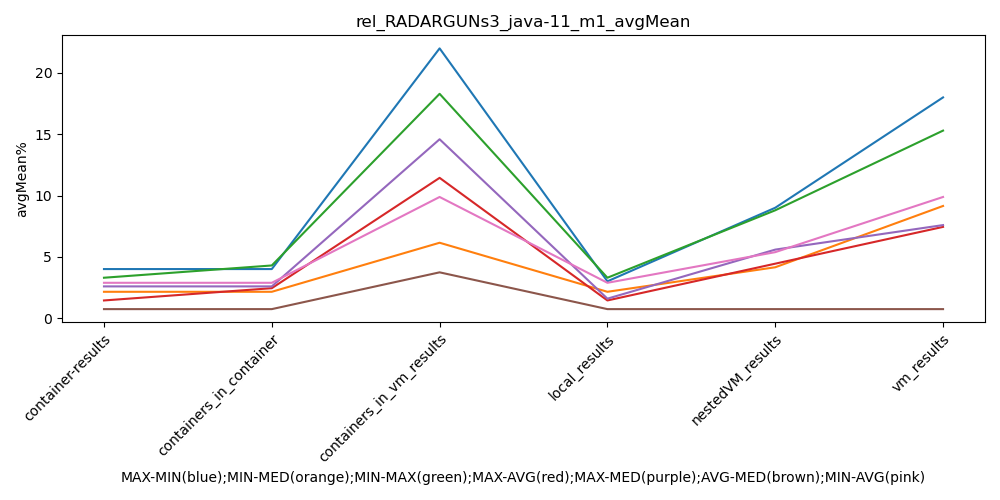 rel_RADARGUNs3_java-11_m1_avgMean
avgMean%
20
15
10
5
0
container-results
containers_in_container
containers_in_vm_results
local_results
nestedVM_results
vm_results
MAX-MIN(blue);MIN-MED(orange);MIN-MAX(green);MAX-AVG(red);MAX-MED(purple);AVG-MED(brown);MIN-AVG(pink)